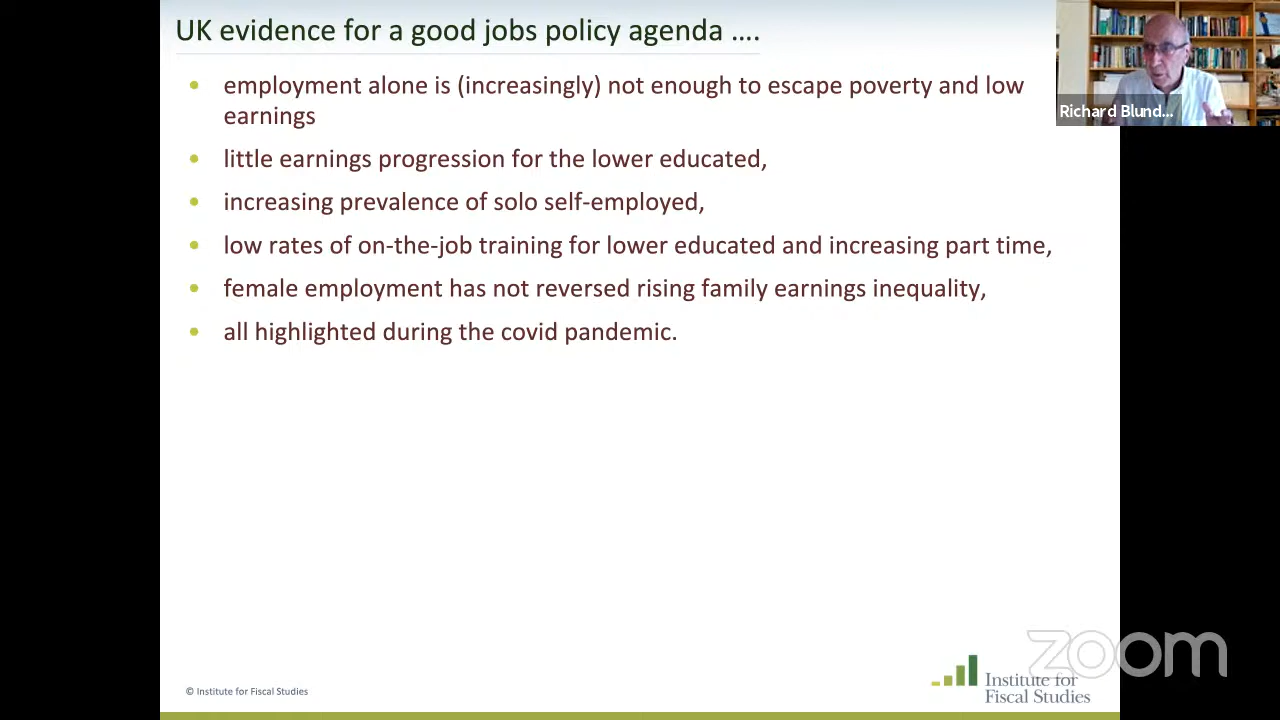 UK evidence for a good jobs policy agenda ....
Richard Blund...
• employment alone is (increasingly) not enough to escape poverty and low
earnings
• little earnings progression for the lower educated,
• increasing prevalence of solo self-employed,
• low rates of on-the-job training for lower educated and increasing part time,
• female employment has not reversed rising family earnings inequality,
• all highlighted during the covid pandemic.
zoom
© Institute for Fiscal Studies
Institute for
Fiscal Studies